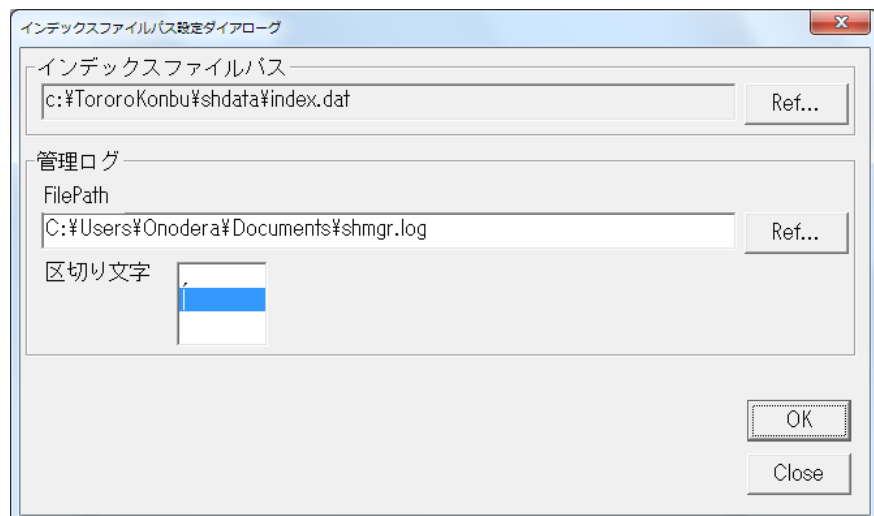 インデックスファイルパス設定ダイアローグ
インデックスファイルパス
c:¥TororoKonbu¥shdata¥index.dat
Ref...
管理ログ
FilePath
C:¥Users¥Onodera¥Documents¥shmgr.log
Ref...
区切り文字
,
|
OK
Close